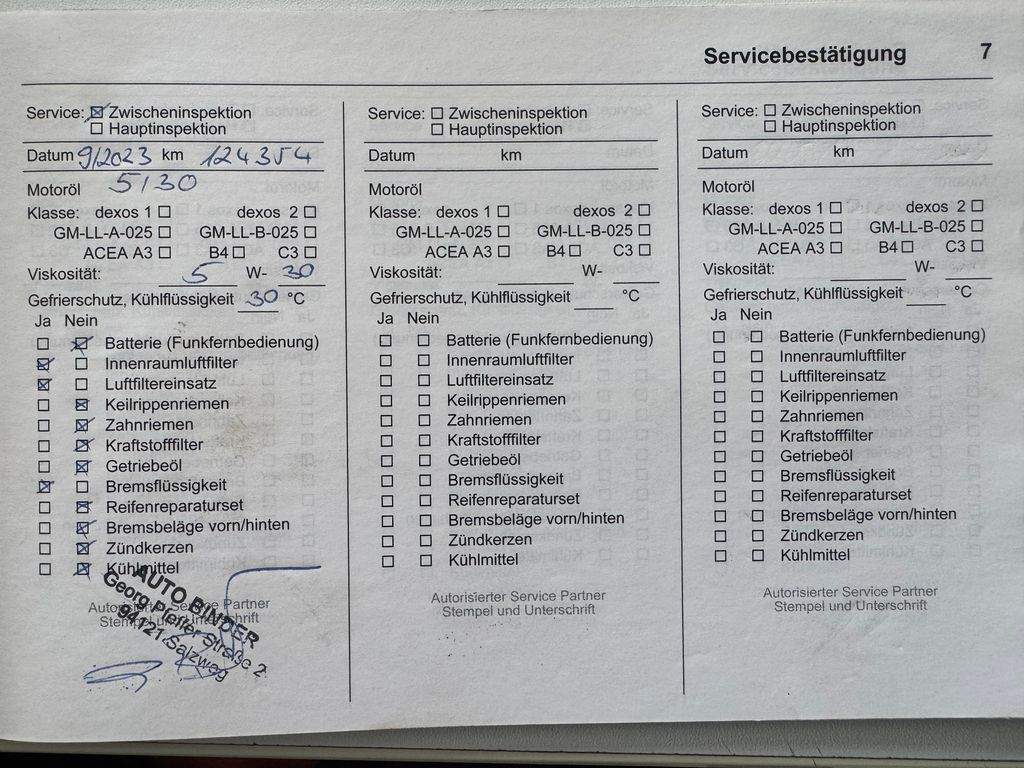 Servicebestätigung 7
Service: ☒ Zwischeninspektion
☐ Hauptinspektion
Datum 9/2023 km 124354
Motoröl 5/30
Klasse: dexos 1 ☐ dexos 2 ☐
GM-LL-A-025 ☐ GM-LL-B-025 ☐
ACEA A3 ☐ B4 ☐ C3 ☐
Viskosität: 5 W- 30
Gefrierschutz, Kühlflüssigkeit 30 °C
Ja Nein
☐ ☒ Batterie (Funkfernbedienung)
☒ ☐ Innenraumluftfilter
☒ ☐ Luftfiltereinsatz
☐ ☒ Keilrippenriemen
☐ ☒ Zahnriemen
☐ ☒ Kraftstofffilter
☐ ☒ Getriebeöl
☒ ☐ Bremsflüssigkeit
☐ ☒ Reifenreparaturset
☐ ☒ Bremsbeläge vorn/hinten
☐ ☒ Zündkerzen
☐ ☒ Kühlmittel
Autorisierter Service Partner
Stempel und Unterschrift
AUTO BINDER
Georg Pfeffer Straße 2
94121 Salzweg
Service: ☐ Zwischeninspektion
☐ Hauptinspektion
Datum km
Motoröl
Klasse: dexos 1 ☐ dexos 2 ☐
GM-LL-A-025 ☐ GM-LL-B-025 ☐
ACEA A3 ☐ B4 ☐ C3 ☐
Viskosität: W-
Gefrierschutz, Kühlflüssigkeit °C
Ja Nein
☐ ☐ Batterie (Funkfernbedienung)
☐ ☐ Innenraumluftfilter
☐ ☐ Luftfiltereinsatz
☐ ☐ Keilrippenriemen
☐ ☐ Zahnriemen
☐ ☐ Kraftstofffilter
☐ ☐ Getriebeöl
☐ ☐ Bremsflüssigkeit
☐ ☐ Reifenreparaturset
☐ ☐ Bremsbeläge vorn/hinten
☐ ☐ Zündkerzen
☐ ☐ Kühlmittel
Autorisierter Service Partner
Stempel und Unterschrift
Service: ☐ Zwischeninspektion
☐ Hauptinspektion
Datum km
Motoröl
Klasse: dexos 1 ☐ dexos 2 ☐
GM-LL-A-025 ☐ GM-LL-B-025 ☐
ACEA A3 ☐ B4 ☐ C3 ☐
Viskosität: W-
Gefrierschutz, Kühlflüssigkeit °C
Ja Nein
☐ ☐ Batterie (Funkfernbedienung)
☐ ☐ Innenraumluftfilter
☐ ☐ Luftfiltereinsatz
☐ ☐ Keilrippenriemen
☐ ☐ Zahnriemen
☐ ☐ Kraftstofffilter
☐ ☐ Getriebeöl
☐ ☐ Bremsflüssigkeit
☐ ☐ Reifenreparaturset
☐ ☐ Bremsbeläge vorn/hinten
☐ ☐ Zündkerzen
☐ ☐ Kühlmittel
Autorisierter Service Partner
Stempel und Unterschrift